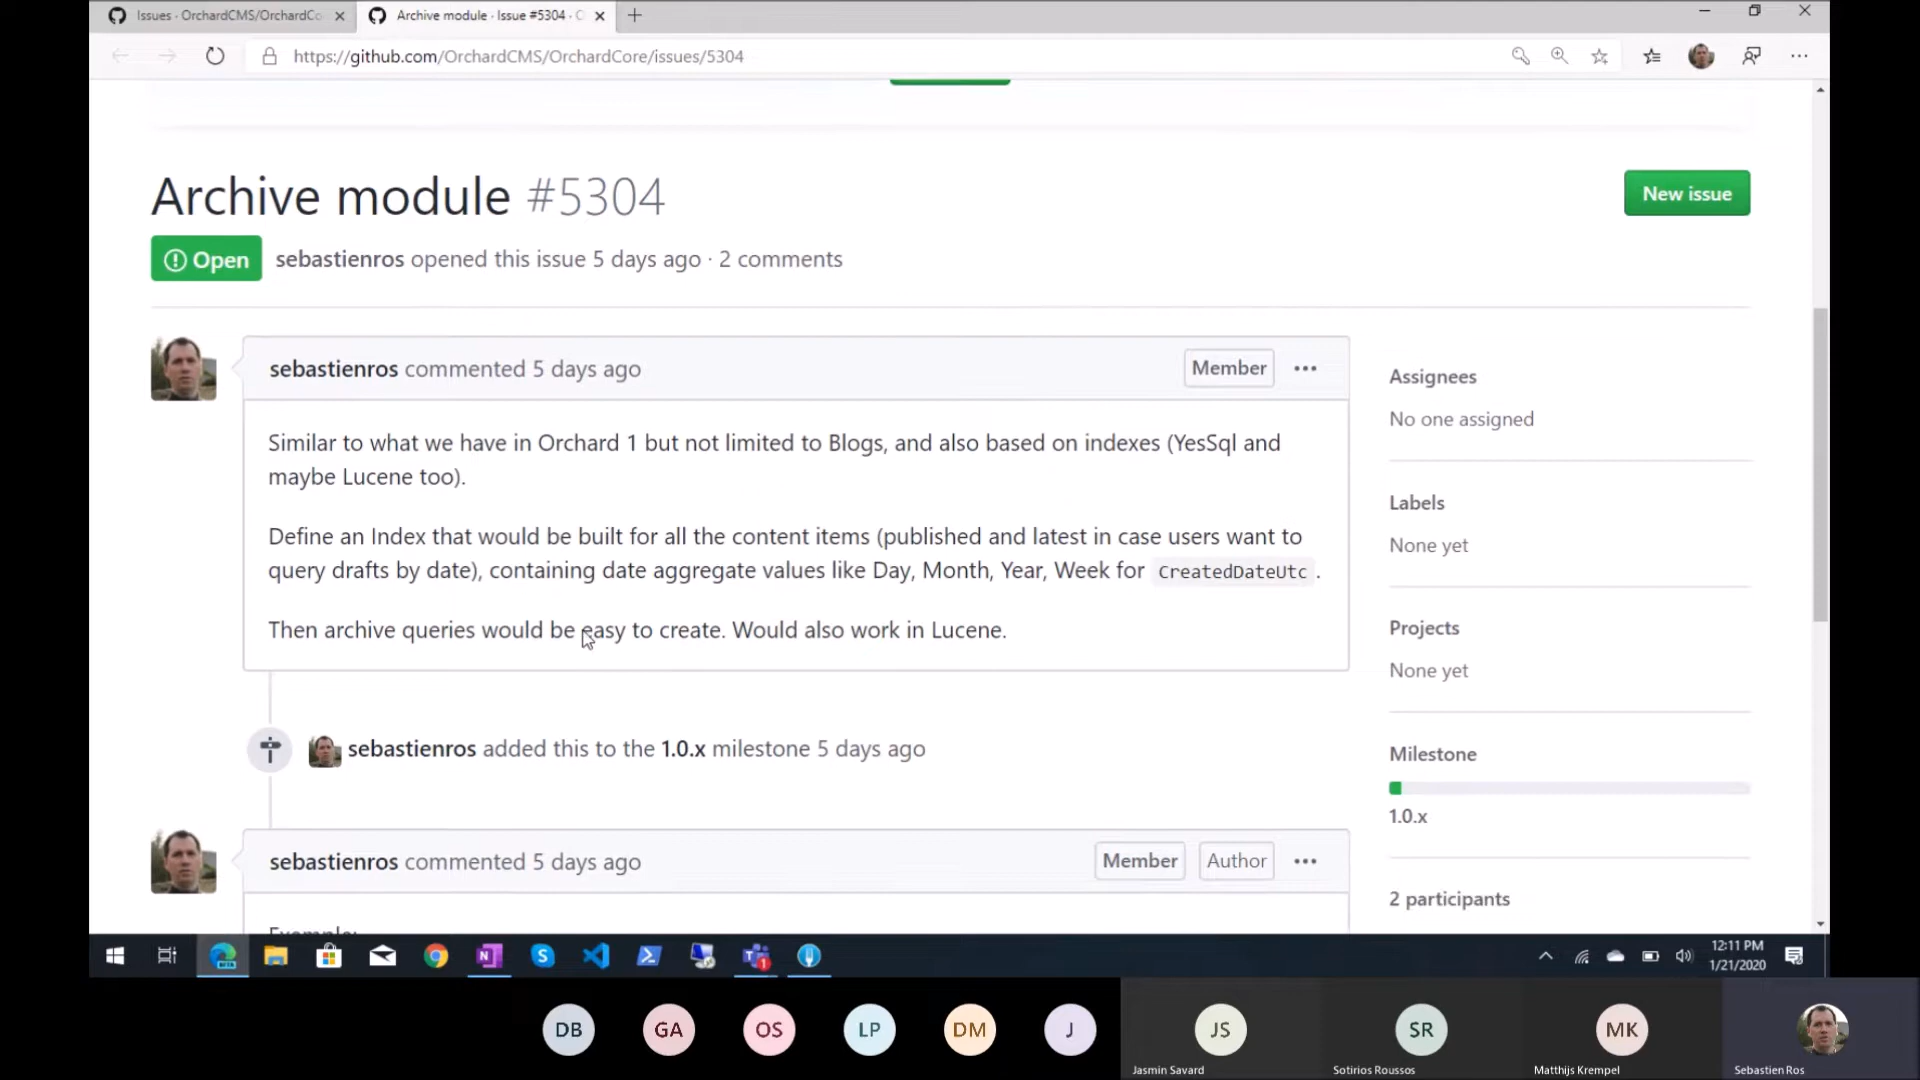 Issues · OrchardCMS/OrchardCo
Archive module · Issue #5304 ·
https://github.com/OrchardCMS/OrchardCore/issues/5304
Archive module #5304
New issue
Open
sebastienros opened this issue 5 days ago · 2 comments
sebastienros commented 5 days ago
Member
Similar to what we have in Orchard 1 but not limited to Blogs, and also based on indexes (YesSql and
maybe Lucene too).
Define an Index that would be built for all the content items (published and latest in case users want to
query drafts by date), containing date aggregate values like Day, Month, Year, Week for CreatedDateUtc .
Then archive queries would be easy to create. Would also work in Lucene.
Assignees
No one assigned
Labels
None yet
Projects
None yet
Milestone
1.0.x
2 participants
sebastienros added this to the 1.0.x milestone 5 days ago
sebastienros commented 5 days ago
Member
Author
Example:
12:11 PM
1/21/2020
DB
GA
OS
LP
DM
J
JS
SR
MK
Jasmin Savard
Sotirios Roussos
Matthijs Krempel
Sebastien Ros